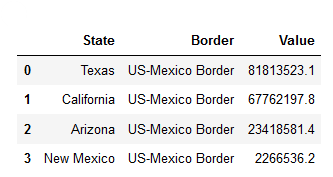 State Border Value
0 Texas US-Mexico Border 81813523.1
1 California US-Mexico Border 67762197.8
2 Arizona US-Mexico Border 23418581.4
3 New Mexico US-Mexico Border 2266536.2